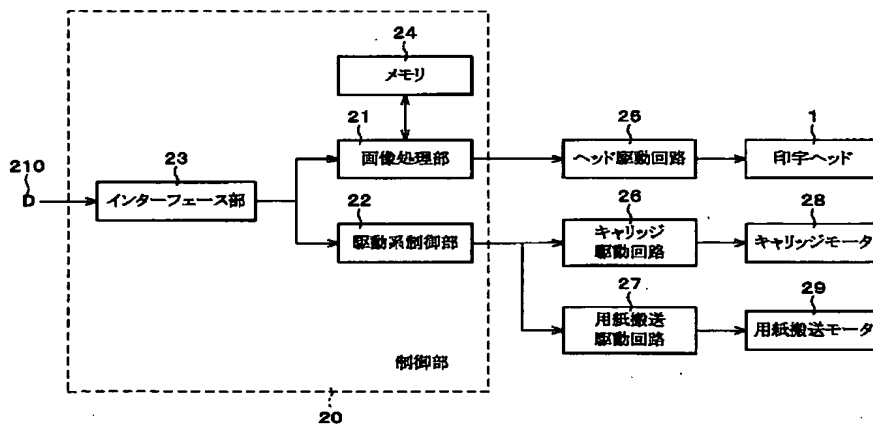 24
メモリ
21
画像処理部
25
ヘッド駆動回路
1
印字ヘッド
210
D
23
インターフェース部
22
駆動系制御部
26
キャリッジ
駆動回路
28
キャリッジモータ
27
用紙搬送
駆動回路
29
用紙搬送モータ
制御部
20